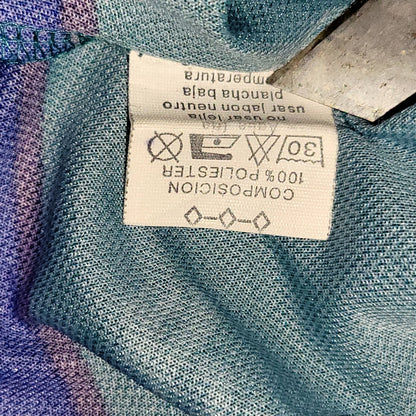 COMPOSICION
100% POLIESTER
30
no usar lejia
usar jabon neutro
plancha baja
temperatura